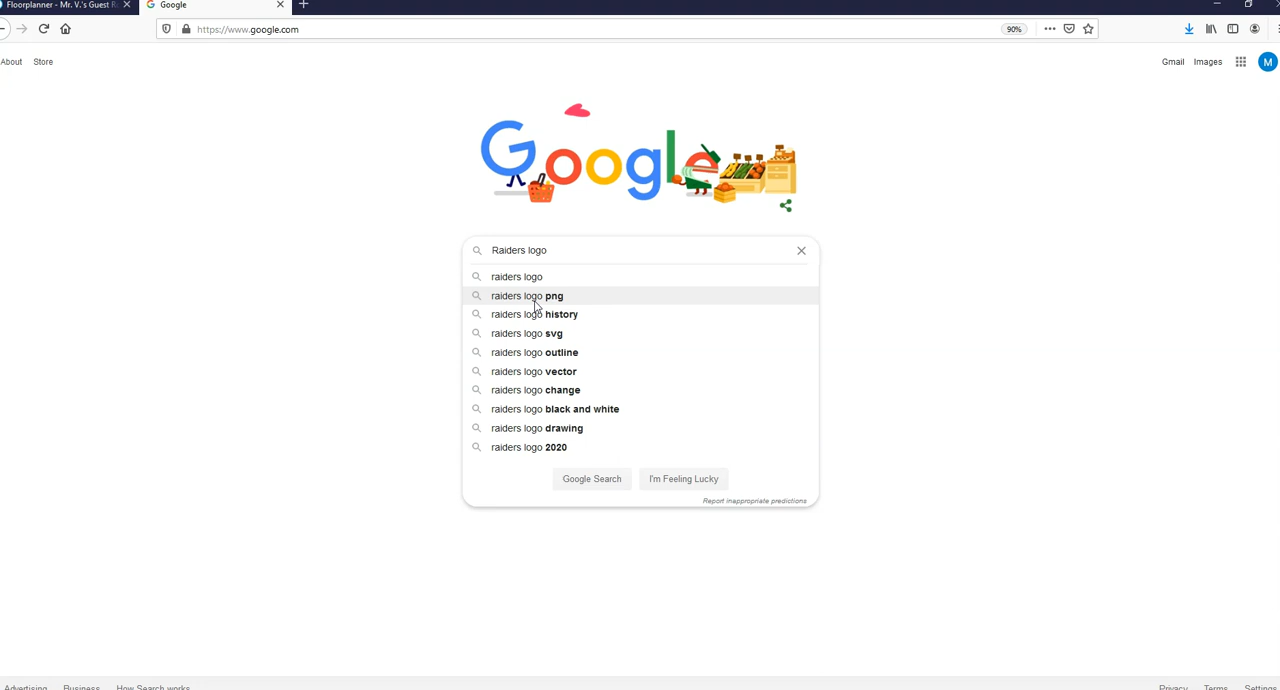 Floorplanner - Mr. V.'s Guest R
Google
https://www.google.com
90%
About
Store
Gmail
Images
M
Google
Raiders logo
raiders logo
raiders logo png
raiders logo history
raiders logo svg
raiders logo outline
raiders logo vector
raiders logo change
raiders logo black and white
raiders logo drawing
raiders logo 2020
Google Search
I'm Feeling Lucky
Report inappropriate predictions
Advertising
Business
How Search works
Privacy
Terms
Settings